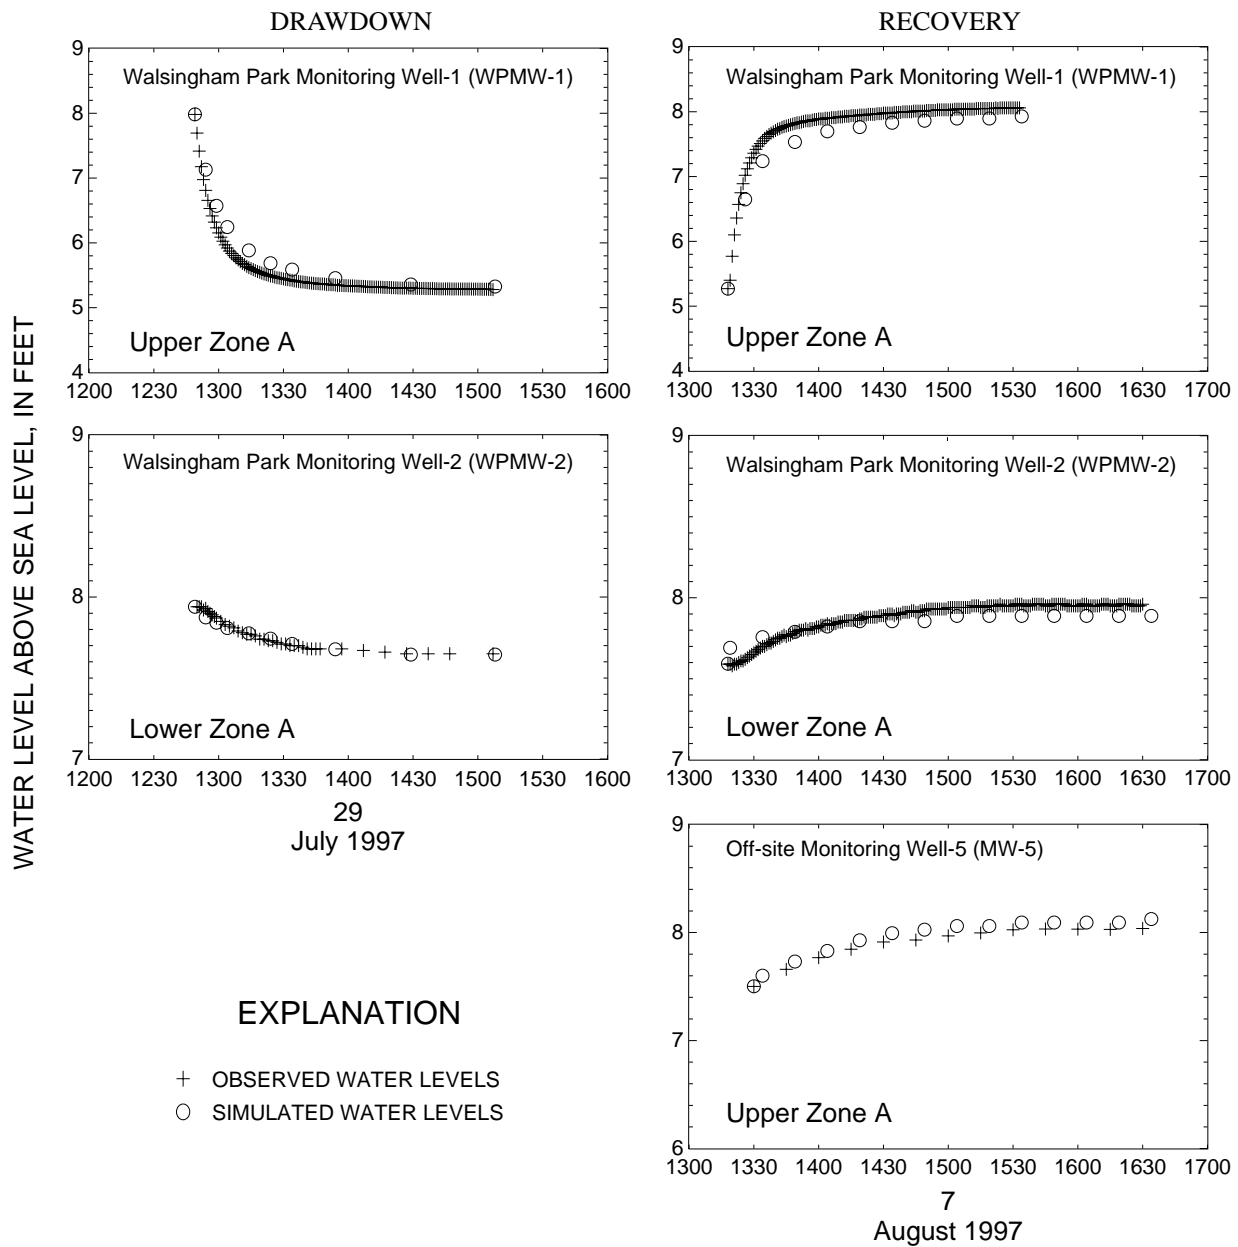 DRAWDOWN
RECOVERY
WATER LEVEL ABOVE SEA LEVEL, IN FEET
9
8
7
6
5
4
Walsingham Park Monitoring Well-1 (WPMW-1)
Upper Zone A
1200 1230 1300 1330 1400 1430 1500 1530 1600
9
8
7
6
5
4
Walsingham Park Monitoring Well-1 (WPMW-1)
Upper Zone A
1300 1330 1400 1430 1430 1500 1530 1600 1630 1700
9
8
7
Walsingham Park Monitoring Well-2 (WPMW-2)
Lower Zone A
1200 1230 1300 1330 1400 1430 1500 1530 1600
29
July 1997
9
8
7
Walsingham Park Monitoring Well-2 (WPMW-2)
Lower Zone A
1300 1330 1400 1430 1500 1530 1600 1630 1700
9
8
7
6
Off-site Monitoring Well-5 (MW-5)
Upper Zone A
1300 1330 1400 1430 1500 1530 1600 1630 1700
7
August 1997
EXPLANATION
OBSERVED WATER LEVELS
SIMULATED WATER LEVELS